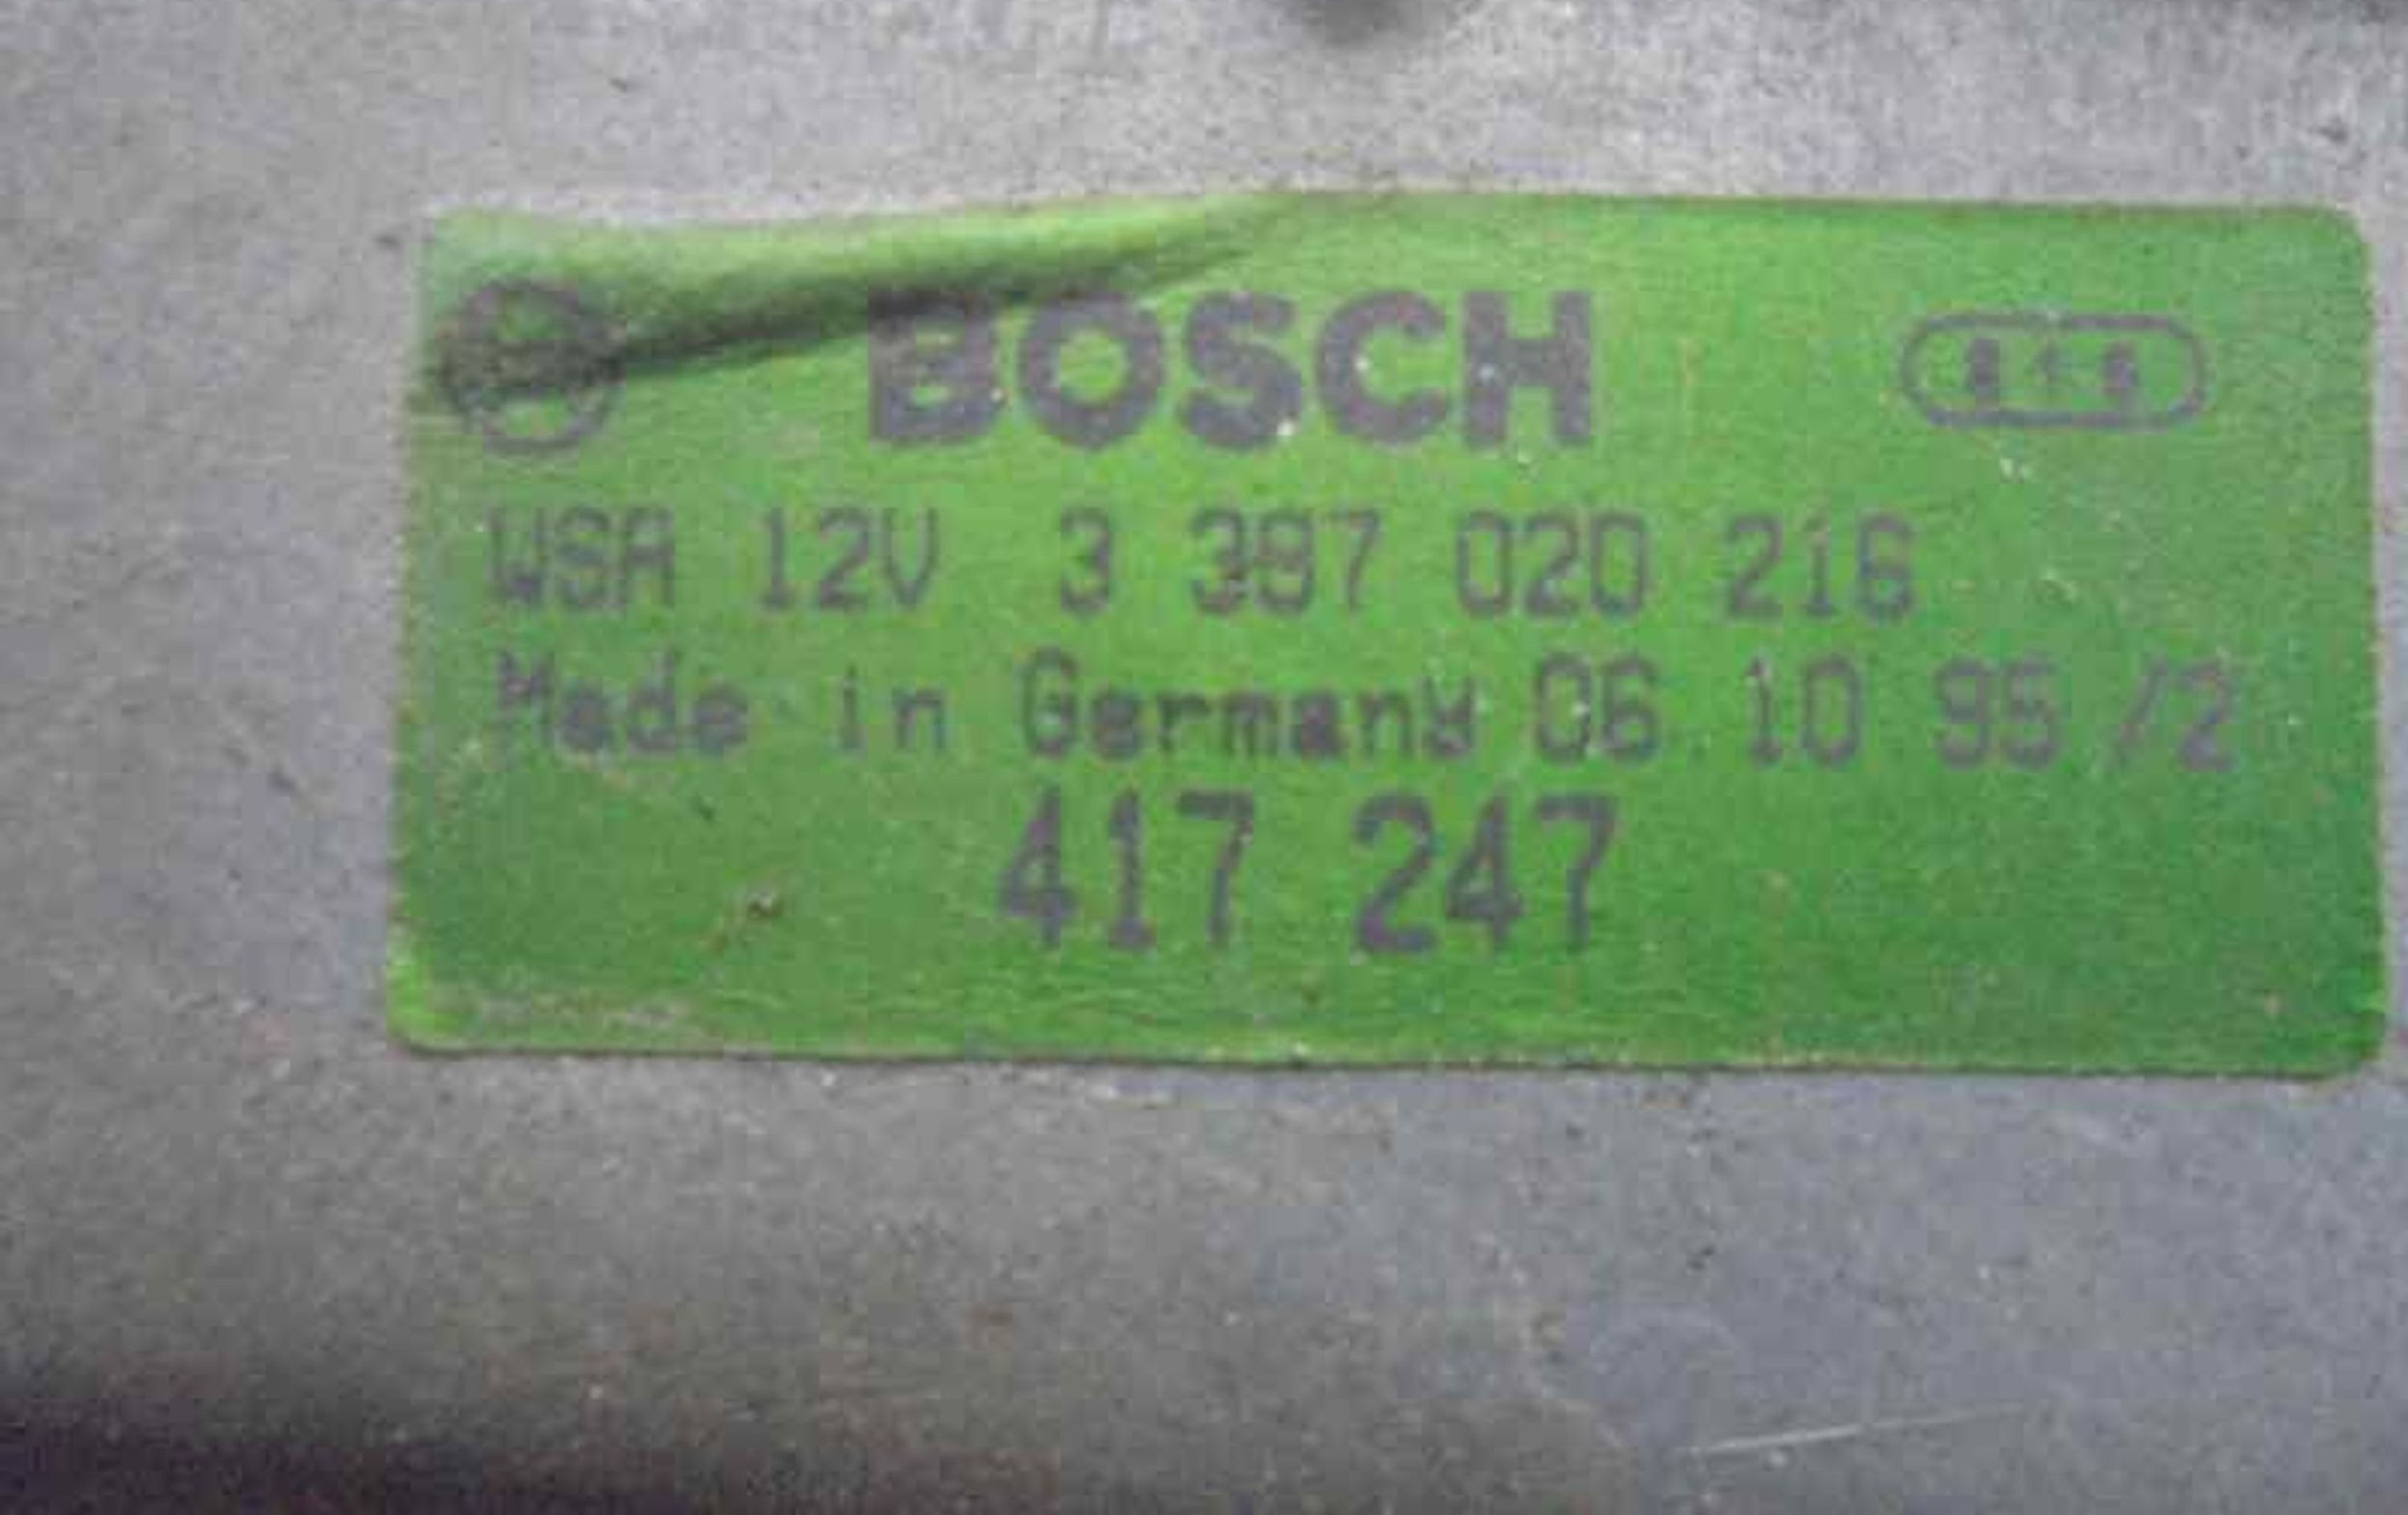 BOSCH
WSA 12V 3 397 020 216
Made in Germany 06 10 95 /2
417 247